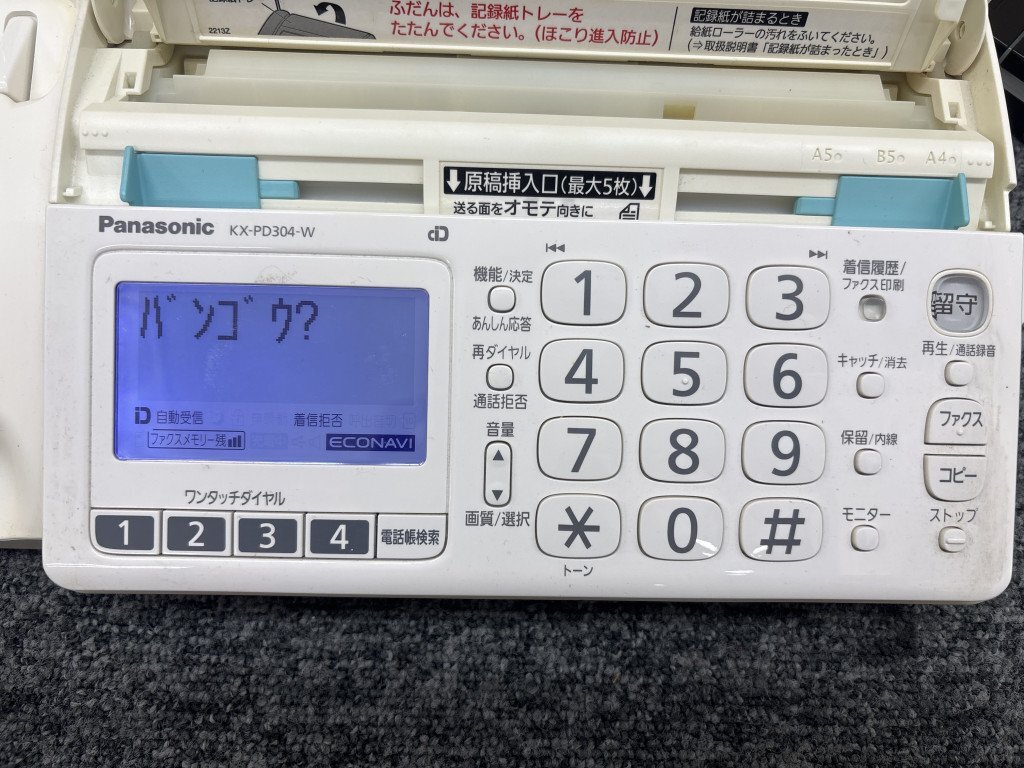 ふだんは、記録紙トレーを
たたんでください。(ほこり進入防止)
2213Z
記録紙が詰まるとき
給紙ローラーの汚れをふいてください。
(⇒取扱説明書「記録紙が詰まったとき」)
A5 B5 A4
↓原稿挿入口(最大5枚)↓
送る面をオモテ向きに
Panasonic KX-PD304-W
バンゴウ?
自動受信 着信拒否
ファクスメモリー残
ECONAVI
ワンタッチダイヤル
1 2 3 4 電話帳検索
機能/決定
あんしん応答
再ダイヤル
通話拒否
音量
▲
▼
画質/選択
1 2 3
4 5 6
7 8 9
* 0 #
トーン
着信履歴/
ファクス印刷
キャッチ/消去
保留/内線
モニター
留守
再生/通話録音
ファクス
コピー
ストップ